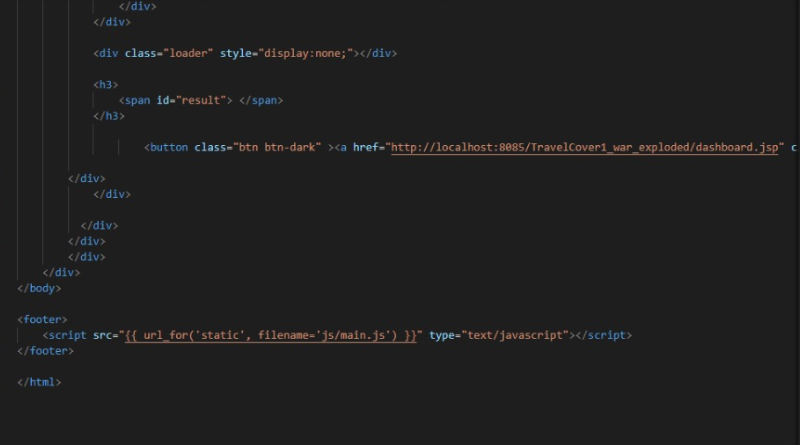 </div>
</div>
<div class="loader" style="display:none;"></div>
<h3>
<span id="result"> </span>
</h3>
<button class="btn btn-dark" ><a href="http://localhost:8085/TravelCover1_war_exploded/dashboard.jsp" c
</div>
</div>
</div>
</div>
</div>
</div>
</body>
<footer>
<script src="{{ url_for('static', filename='js/main.js') }}" type="text/javascript"></script>
</footer>
</html>